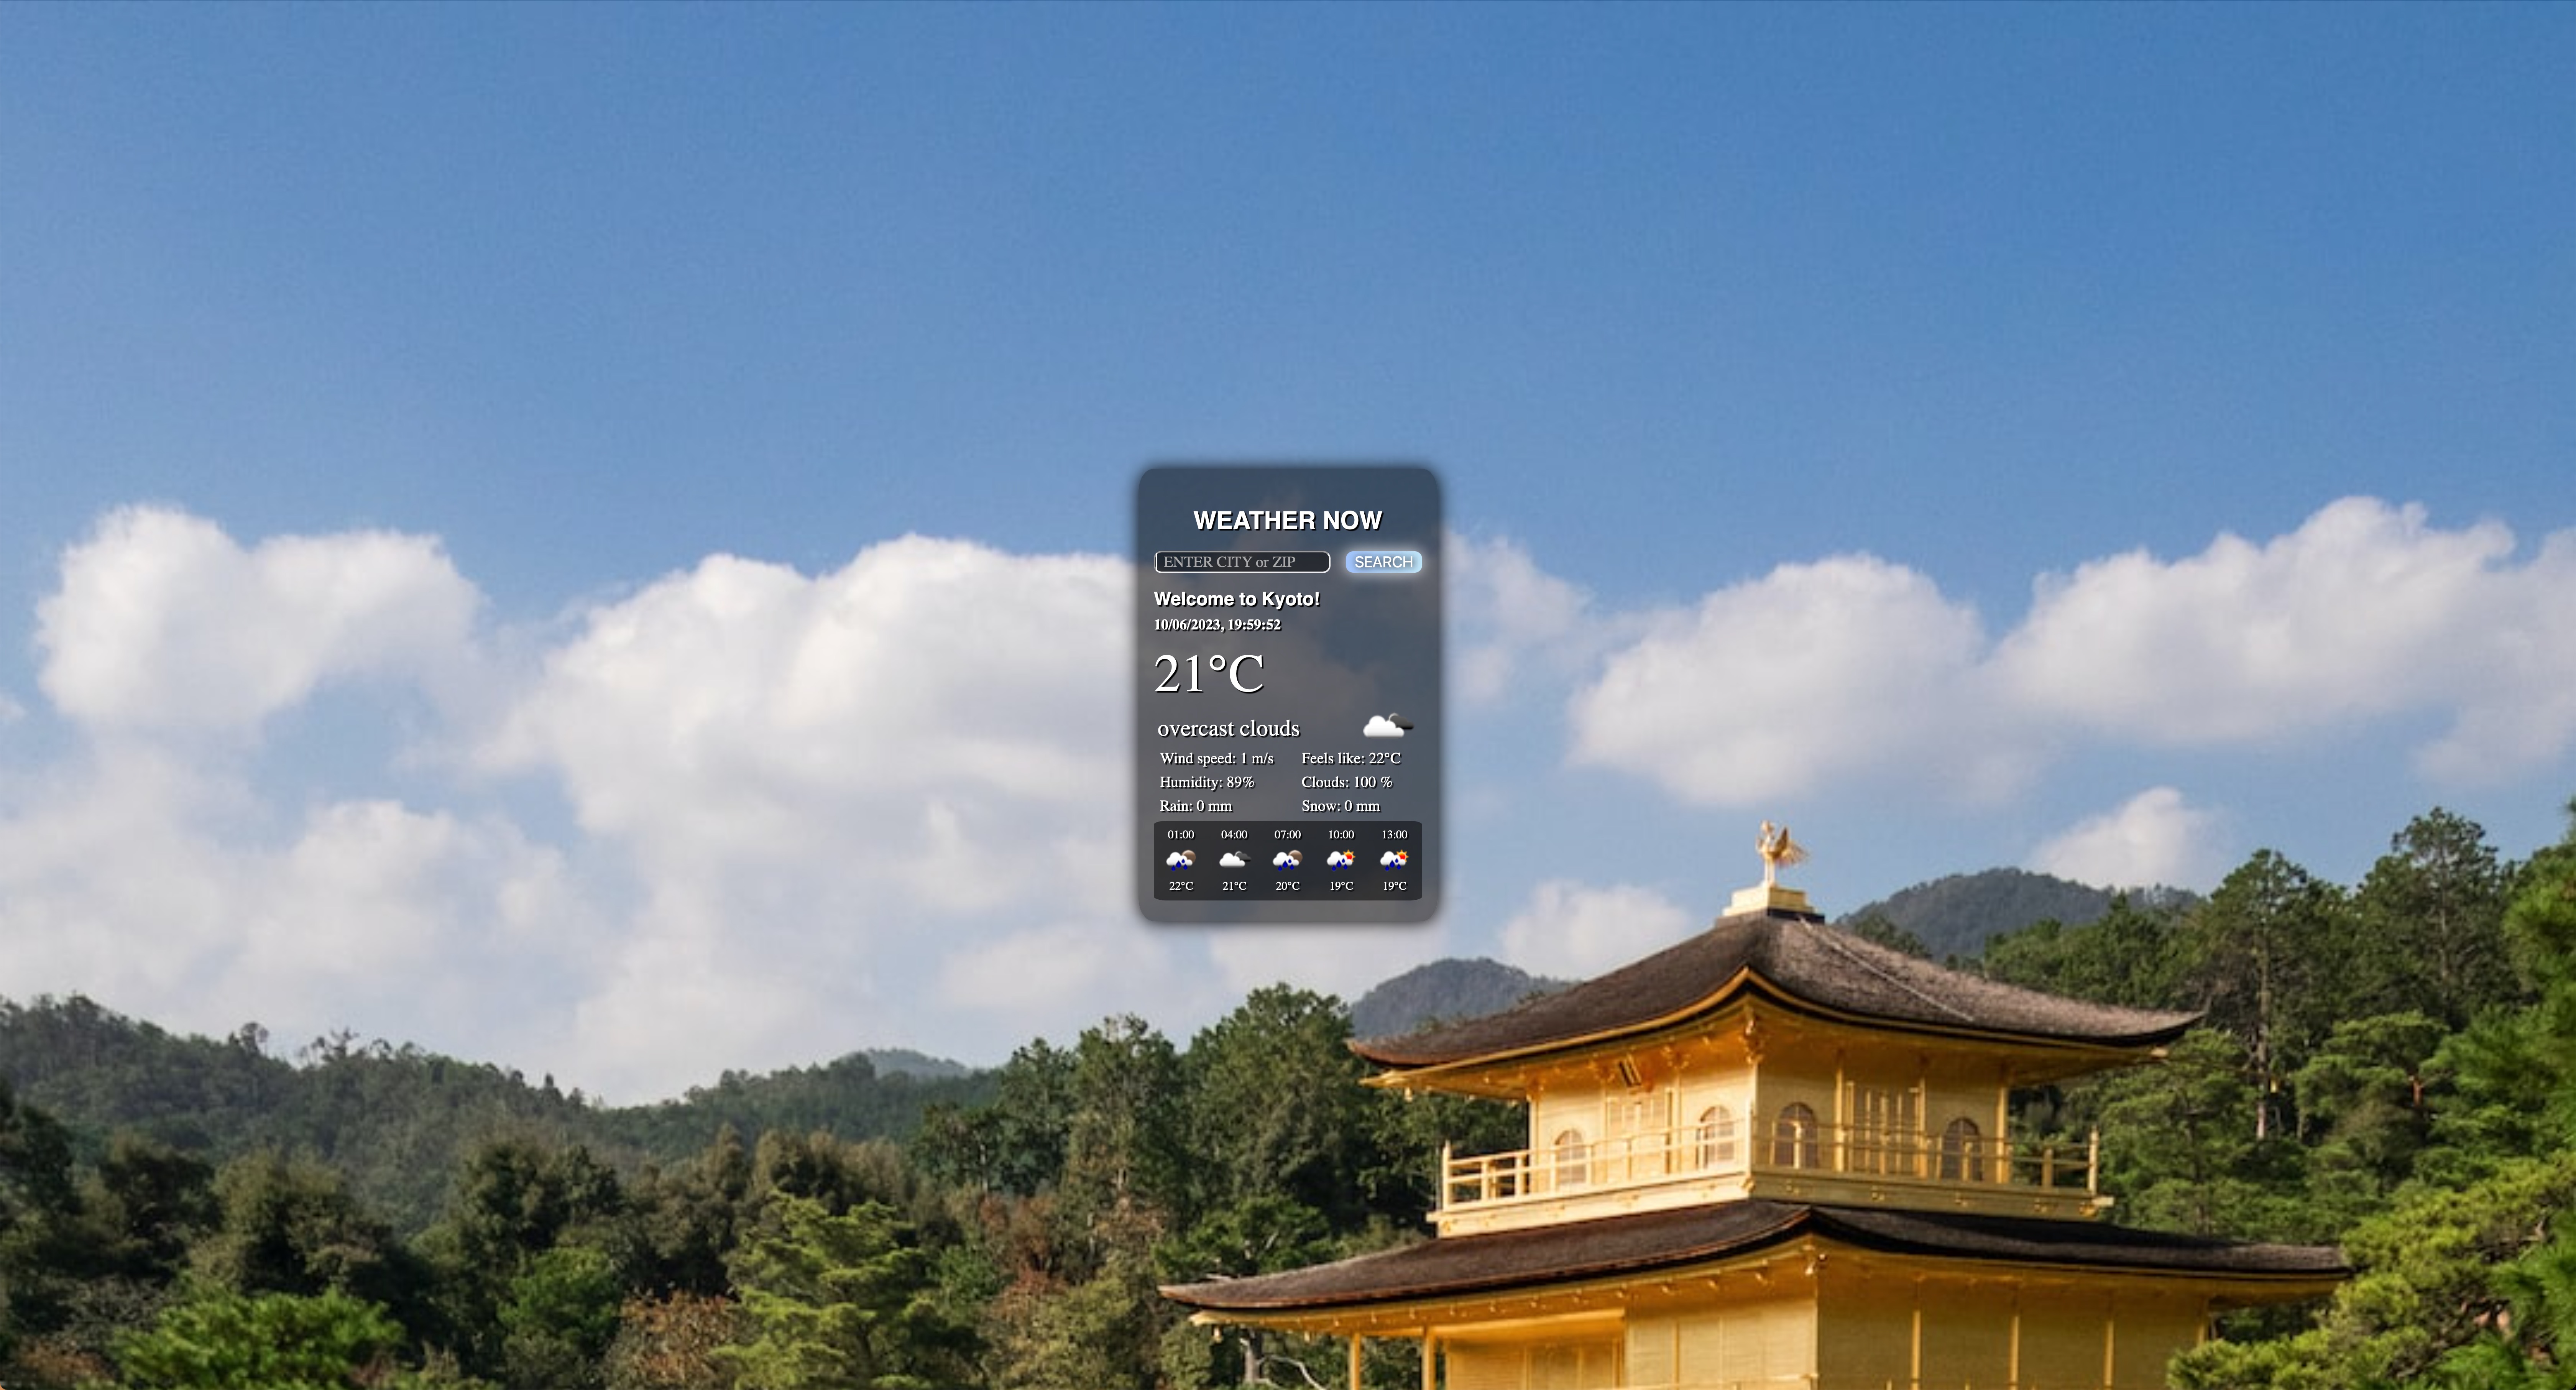 WEATHER NOW
ENTER CITY or ZIP SEARCH
Welcome to Kyoto!
10/06/2023, 19:59:52
21°C
overcast clouds
Wind speed: 1 m/s Feels like: 22°C
Humidity: 89% Clouds: 100 %
Rain: 0 mm Snow: 0 mm
01:00 04:00 07:00 10:00 13:00
22°C 21°C 20°C 19°C 19°C